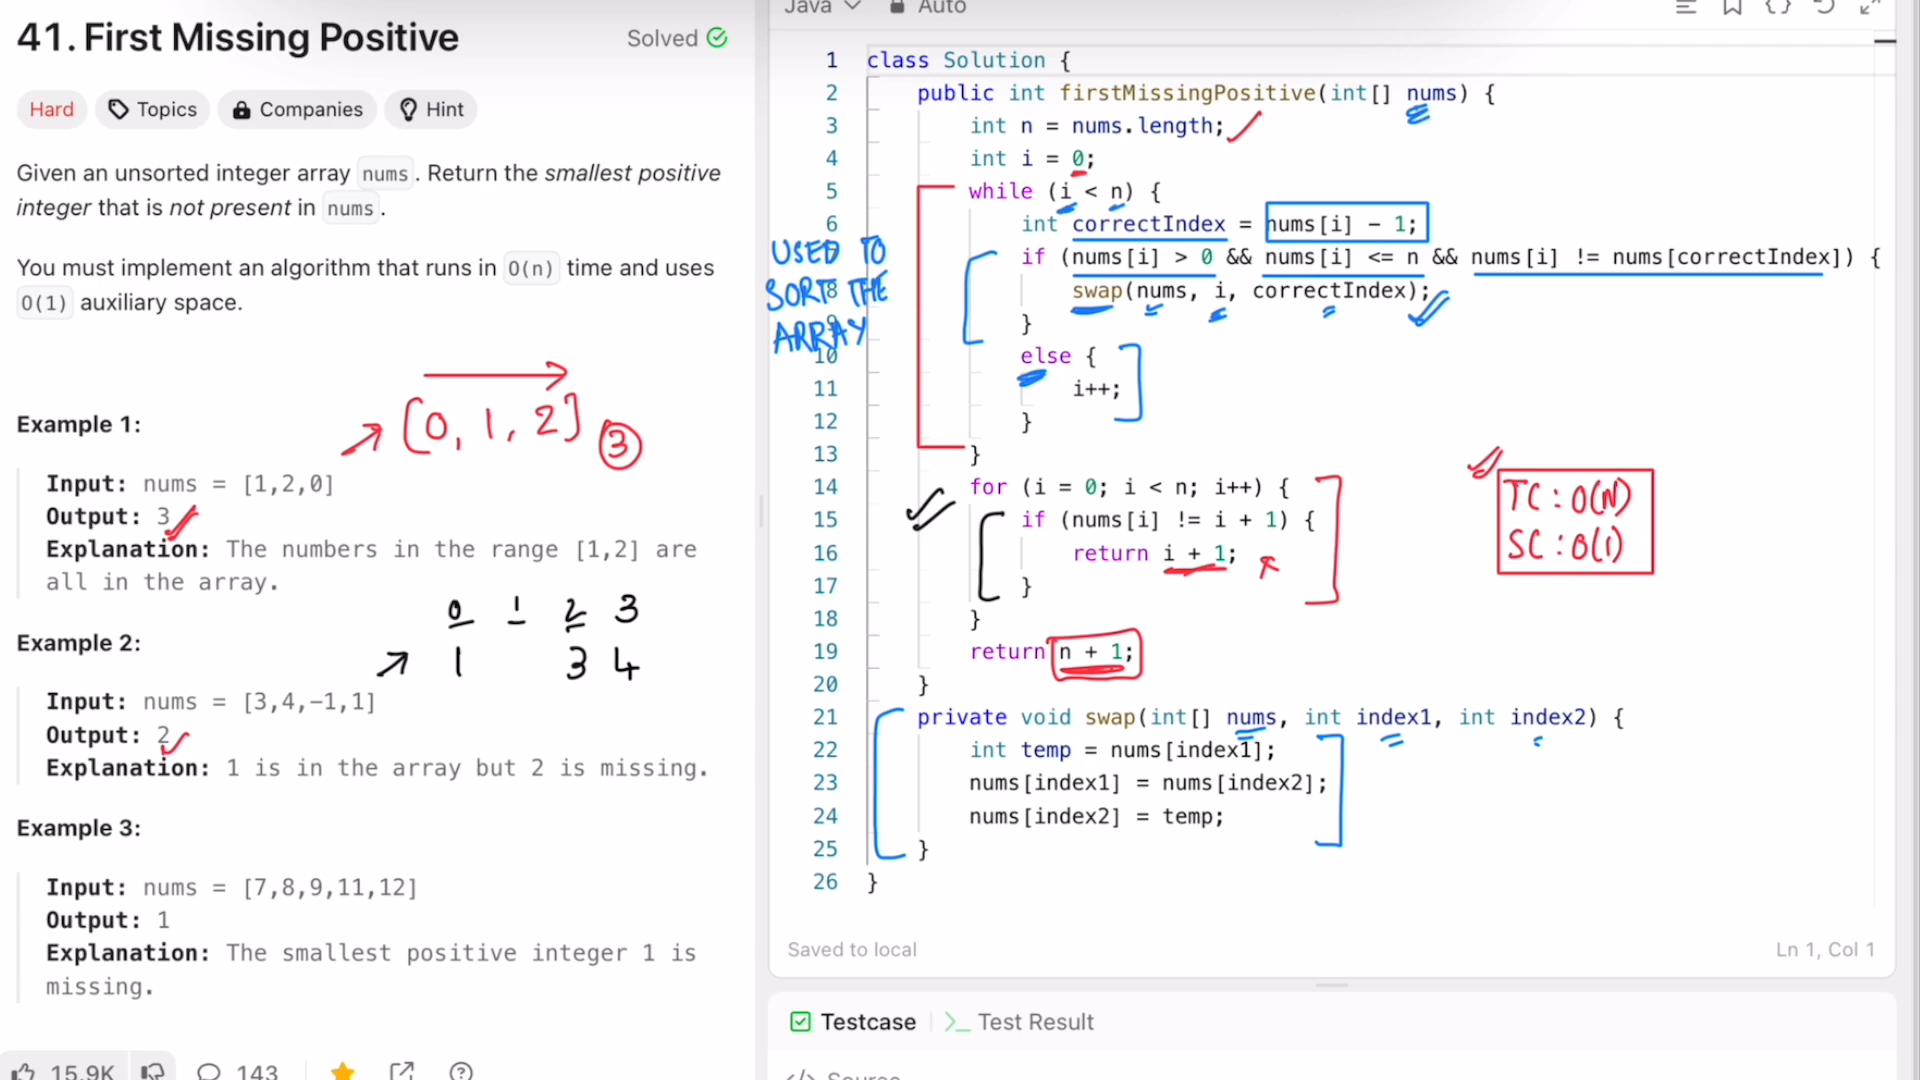 41. First Missing Positive
Solved
Hard
Topics
Companies
Hint
Given an unsorted integer array nums. Return the smallest positive
integer that is not present in nums.
You must implement an algorithm that runs in O(n) time and uses
O(1) auxiliary space.
[0, 1, 2] 3
Example 1:
Input: nums = [1,2,0]
Output: 3
Explanation: The numbers in the range [1,2] are
all in the array.
0 1 2 3
1 3 4
Example 2:
Input: nums = [3,4,-1,1]
Output: 2
Explanation: 1 is in the array but 2 is missing.
Example 3:
Input: nums = [7,8,9,11,12]
Output: 1
Explanation: The smallest positive integer 1 is
missing.
15.9K
143
Java
Auto
1 class Solution {
2 public int firstMissingPositive(int[] nums) {
3 int n = nums.length;
4 int i = 0;
5 while (i < n) {
6 int correctIndex = nums[i] - 1;
if (nums[i] > 0 && nums[i] <= n && nums[i] != nums[correctIndex]) {
8 swap(nums, i, correctIndex);
9 }
10 else {
11 i++;
12 }
13 }
14 for (i = 0; i < n; i++) {
15 if (nums[i] != i + 1) {
16 return i + 1;
17 }
18 }
19 return n + 1;
20 }
21 private void swap(int[] nums, int index1, int index2) {
22 int temp = nums[index1];
23 nums[index1] = nums[index2];
24 nums[index2] = temp;
25 }
26 }
USED TO
SORT THE
ARRAY
TC : O(N)
SC : O(1)
Saved to local
Ln 1, Col 1
Testcase
Test Result
Source